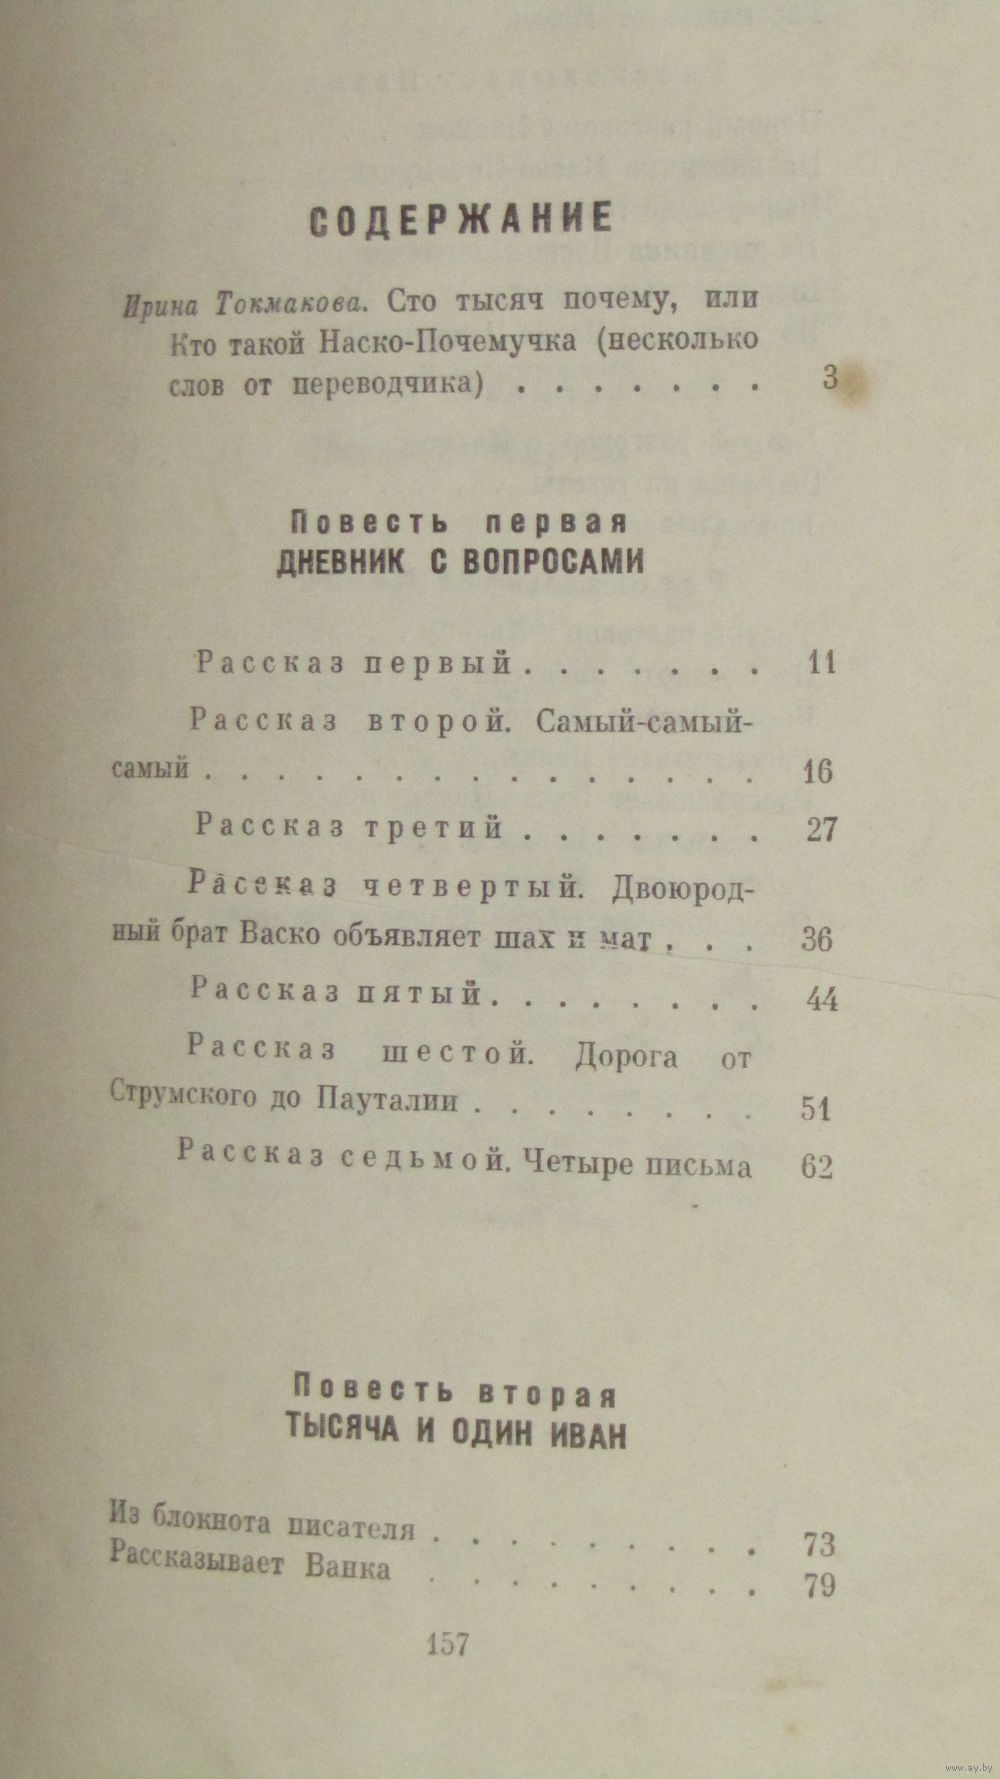 СОДЕРЖАНИЕ
Ирина Токмакова. Сто тысяч почему, или
Кто такой Наско-Почемучка (несколько
слов от переводчика) . . . . . . . 3
Повесть первая
ДНЕВНИК С ВОПРОСАМИ
Рассказ первый . . . . . . . 11
Рассказ второй. Самый-самый-
самый . . . . . . . . . . . . . . . . 16
Рассказ третий . . . . . . . 27
Рассказ четвертый. Двоюрод-
ный брат Васко объявляет шах и мат . . . 36
Рассказ пятый . . . . . . . . 44
Рассказ шестой. Дорога от
Струмского до Пауталии . . . . . . . . 51
Рассказ седьмой. Четыре письма 62
Повесть вторая
ТЫСЯЧА И ОДИН ИВАН
Из блокнота писателя . . . . . . . . . 73
Рассказывает Ванка . . . . . . . . . 79
157
www.ay.by